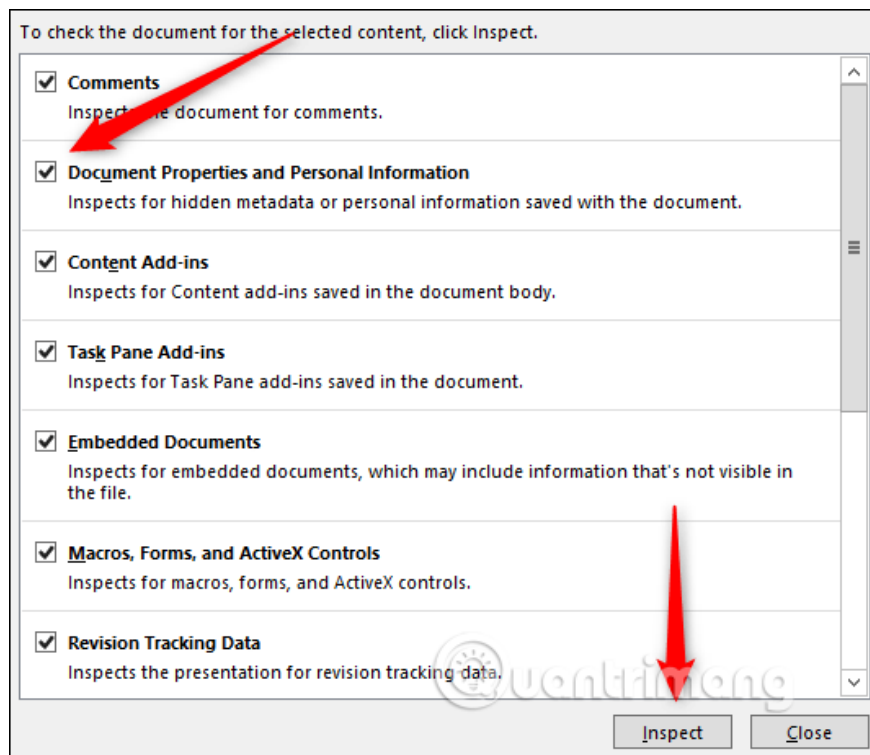 To check the document for the selected content, click Inspect.
Comments
Inspects the document for comments.
Document Properties and Personal Information
Inspects for hidden metadata or personal information saved with the document.
Content Add-ins
Inspects for Content add-ins saved in the document body.
Task Pane Add-ins
Inspects for Task Pane add-ins saved in the document.
Embedded Documents
Inspects for embedded documents, which may include information that's not visible in
the file.
Macros, Forms, and ActiveX Controls
Inspects for macros, forms, and ActiveX controls.
Revision Tracking Data
Inspects the presentation for revision tracking data.
Quantrimang
Inspect
Close